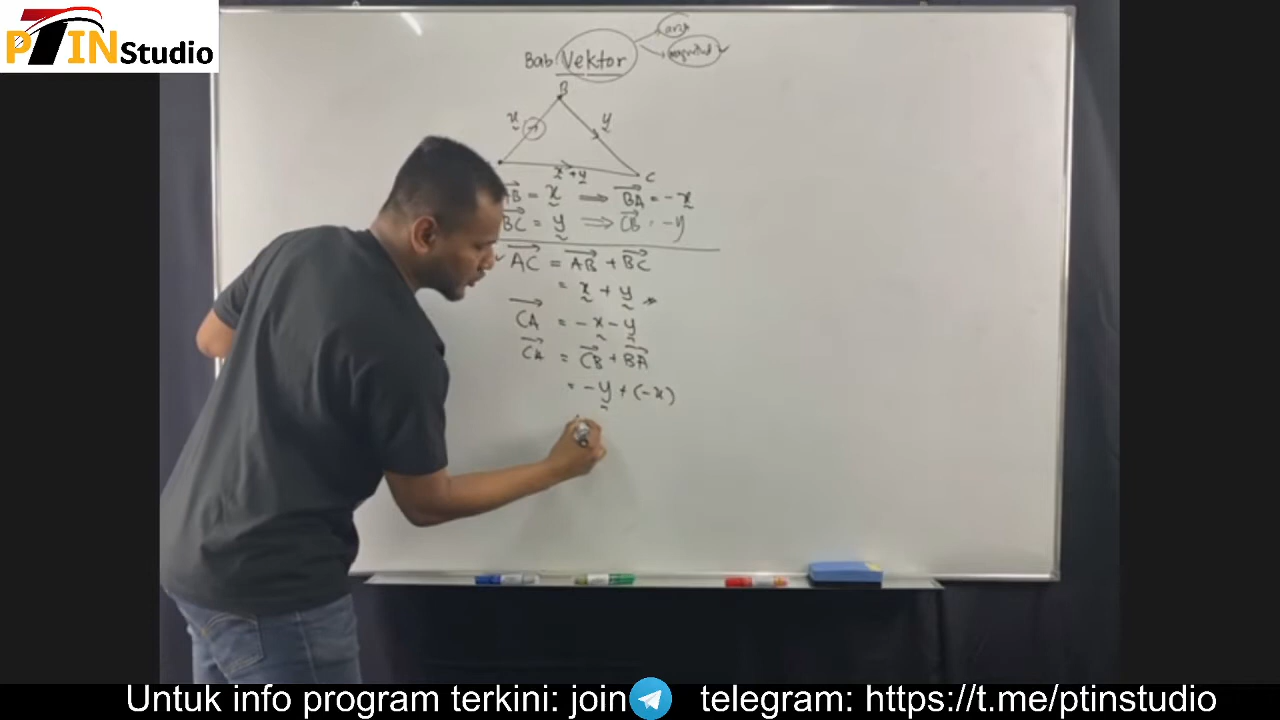 PTIN Studio
Bab Vektor
arah
magnitud
B
x
y
x + y
C
AB = x ⟹ BA = -x
BC = y ⟹ CB = -y
AC = AB + BC
= x + y
CA = -x - y
CA = CB + BA
= -y + (-x)
Untuk info program terkini: join telegram: https://t.me/ptinstudio